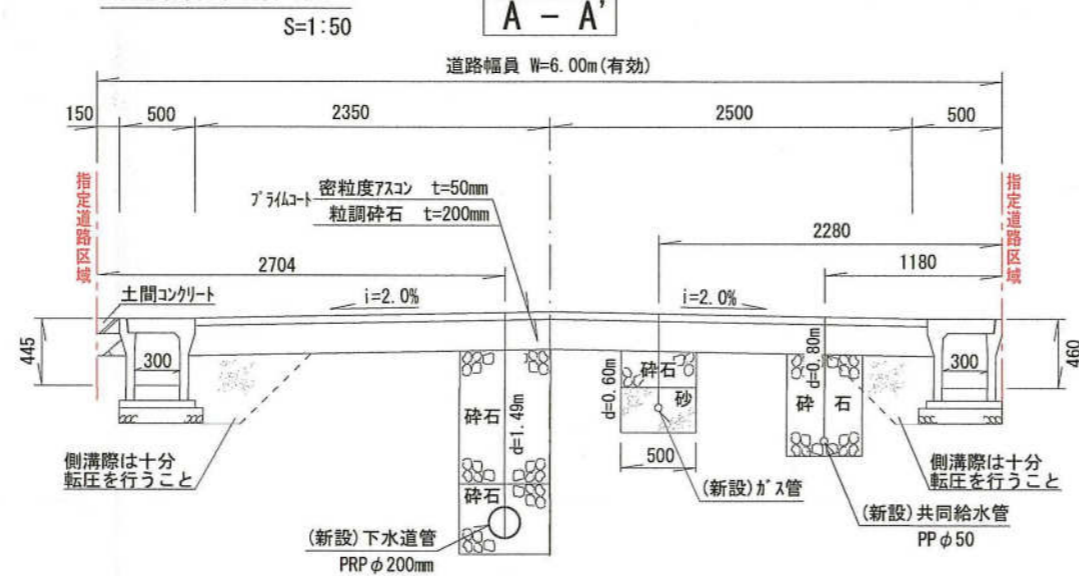 S=1:50
A - A'
道路幅員 W=6.00m(有効)
150
500
2350
2500
500
指定道路区域
指定道路区域
プライムコート
密粒度アスコン t=50mm
粒調砕石 t=200mm
2280
2704
1180
土間コンクリート
i=2.0%
i=2.0%
445
300
300
460
砕石
d=1.49m
砕石
d=0.60m
砕石
砂
500
d=0.80m
砕石
側溝際は十分
転圧を行うこと
側溝際は十分
転圧を行うこと
(新設)ガス管
(新設)共同給水管
PPφ50
(新設)下水道管
PRPφ200mm